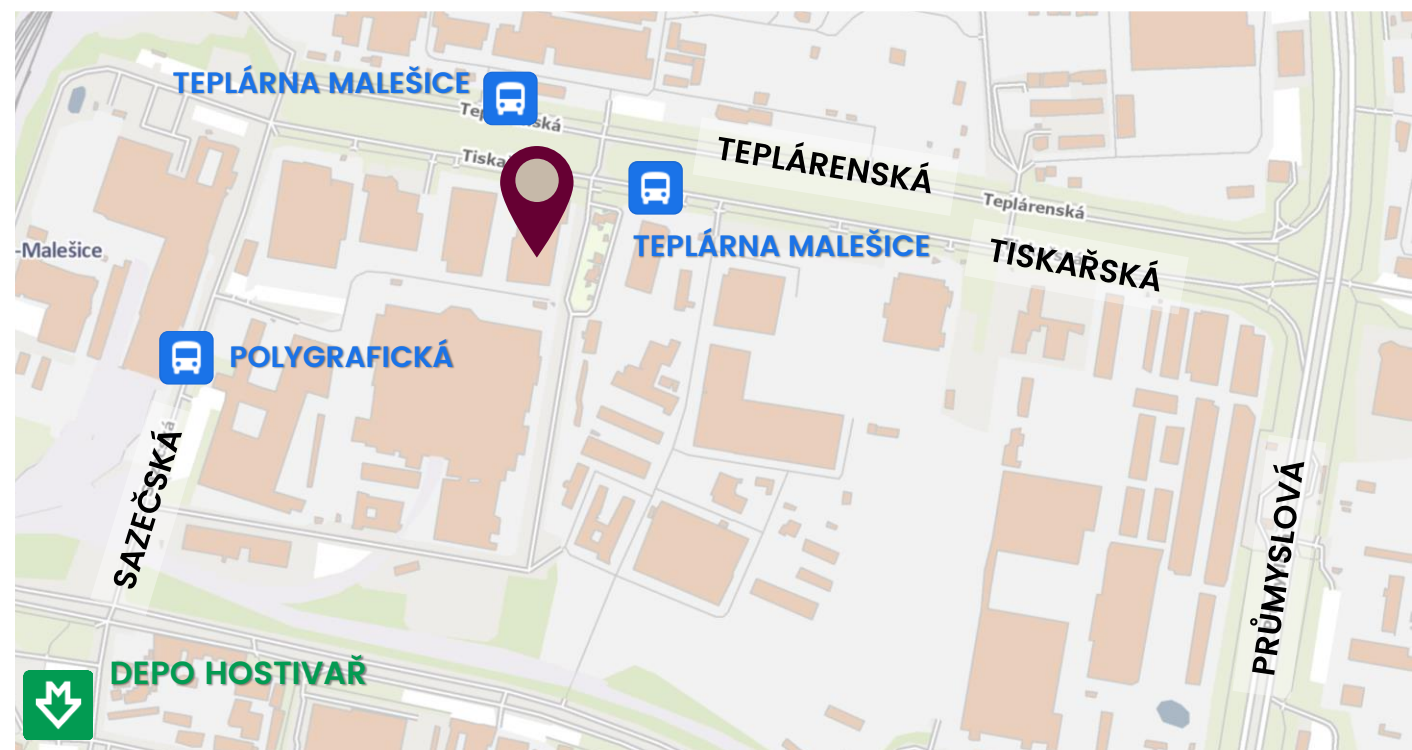 TEPLÁRNA MALEŠICE
Teplárenská
Tiskařská
TEPLÁRENSKÁ
Teplárenská
TEPLÁRNA MALEŠICE
TISKAŘSKÁ
-Malešice
POLYGRAFICKÁ
SAZEČSKÁ
PRŮMYSLOVÁ
DEPO HOSTIVAŘ
M